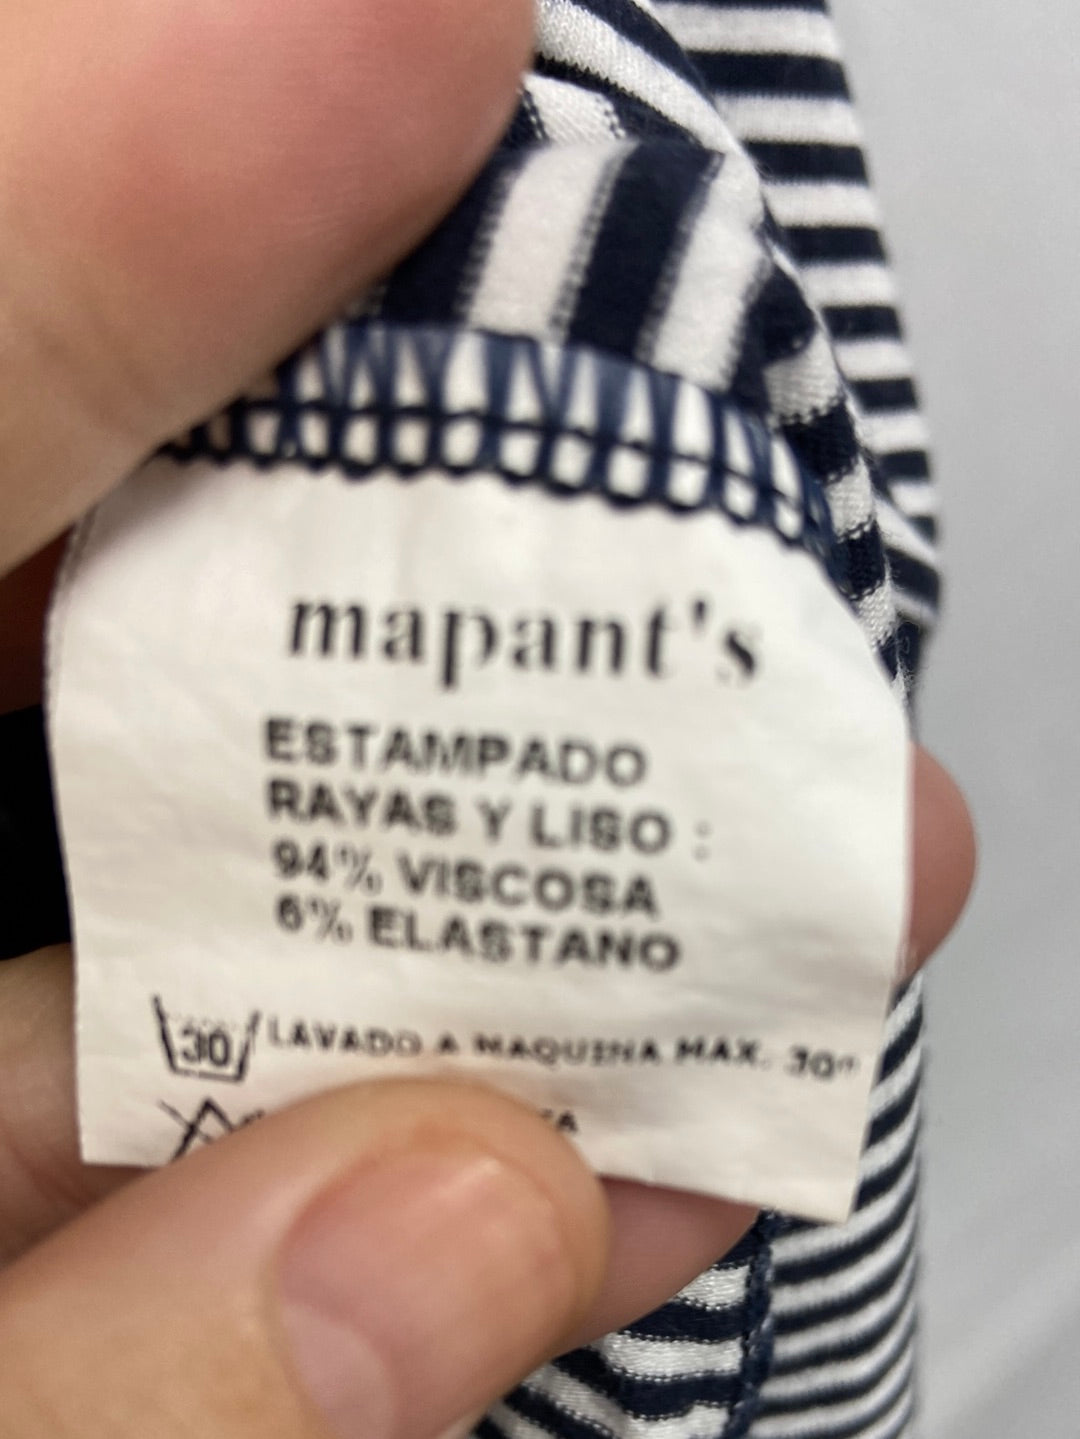 mapant's
ESTAMPADO
RAYAS Y LISO :
94% VISCOSA
6% ELASTANO
30 LAVADO A MAQUINA MAX. 30º